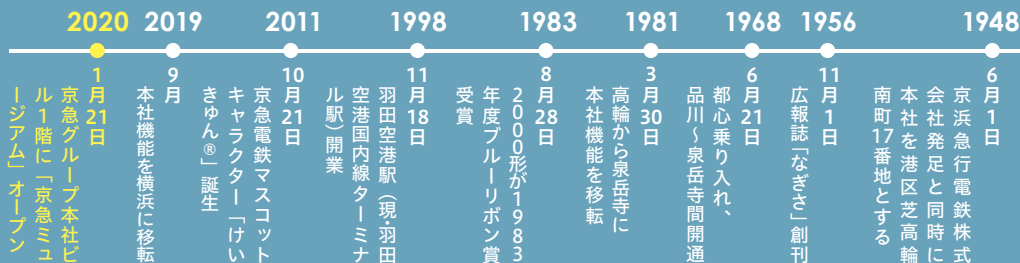 1948
6月1日
京浜急行電鉄株式
会社発足と同時に
本社を港区芝高輪
南町17番地とする
1956
11月1日
広報誌「なぎさ」創刊
1968
6月21日
都心乗り入れ、
品川～泉岳寺間開通
1981
3月30日
高輪から泉岳寺に
本社機能を移転
1983
8月28日
2000形が1983
年度ブルーリボン賞
受賞
1998
11月18日
羽田空港駅（現・羽田
空港国内線ターミナ
ル駅）開業
2011
10月21日
京急電鉄マスコット
キャラクター「けい
きゅん®」誕生
2019
9月
本社機能を横浜に移転
2020
1月21日
京急グループ本社ビ
ル1階に「京急ミュ
ージアム」オープン